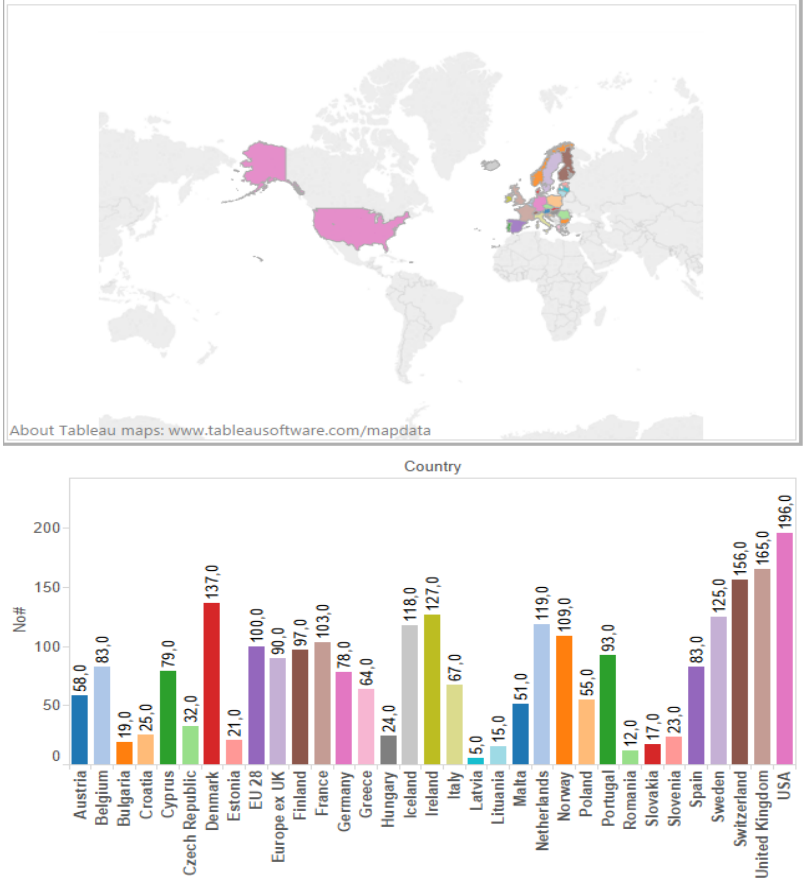 About Tableau maps: www.tableausoftware.com/mapdata
Country
No#
200
150
100
50
0
58,0
83,0
19,0
25,0
79,0
32,0
137,0
21,0
100,0
90,0
97,0
103,0
78,0
64,0
24,0
118,0
127,0
67,0
5,0
15,0
51,0
119,0
109,0
55,0
93,0
12,0
17,0
23,0
83,0
125,0
156,0
165,0
196,0
Austria
Belgium
Bulgaria
Croatia
Cyprus
Czech Republic
Denmark
Estonia
EU 28
Europe ex UK
Finland
France
Germany
Greece
Hungary
Iceland
Ireland
Italy
Latvia
Lituania
Malta
Netherlands
Norway
Poland
Portugal
Romania
Slovakia
Slovenia
Spain
Sweden
Switzerland
United Kingdom
USA